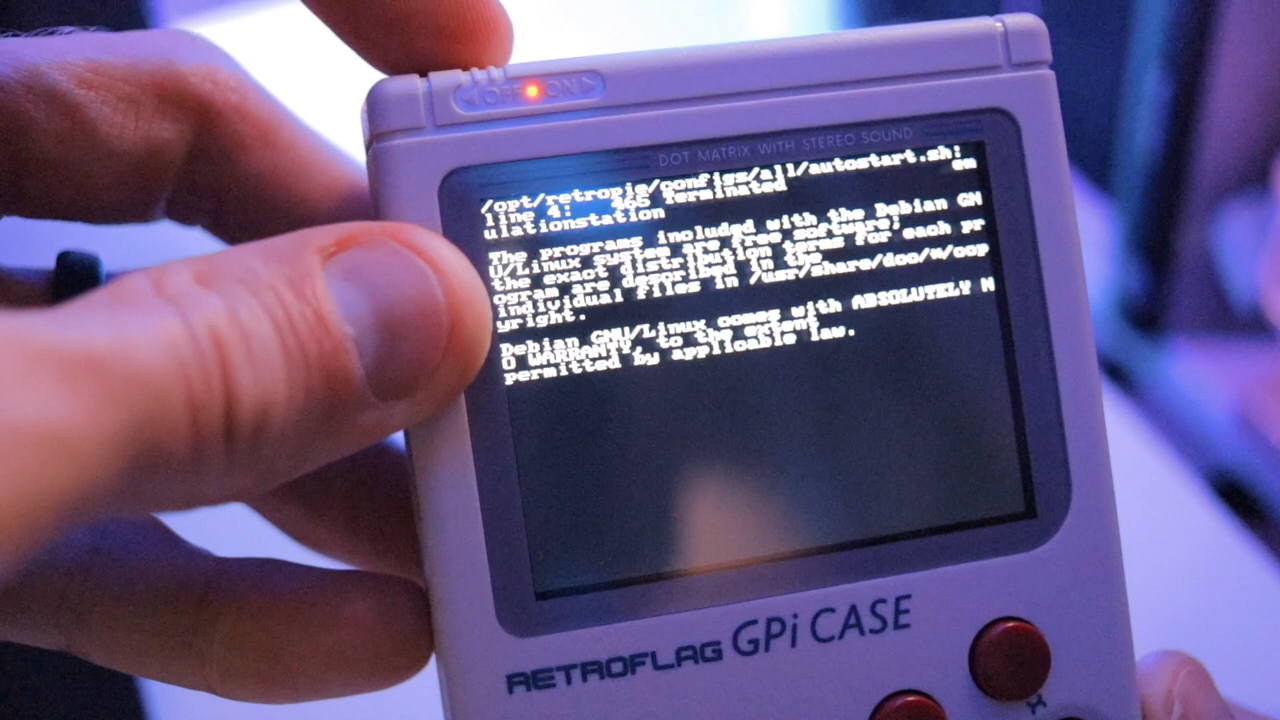 OFF ON
DOT MATRIX WITH STEREO SOUND
/opt/retropie/configs/all/autostart.sh:
line 4:   465 Terminated                em
ulationstation
The programs included with the Debian GN
U/Linux system are free software;
the exact distribution terms for each pr
ogram are described in the
individual files in /usr/share/doc/*/cop
yright.
Debian GNU/Linux comes with ABSOLUTELY N
O WARRANTY, to the extent
permitted by applicable law.
RETROFLAG GPi CASE
X